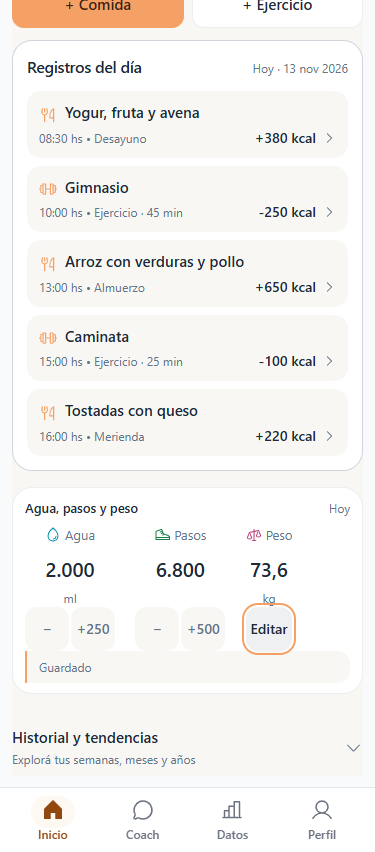 + Comida
+ Ejercicio
Registros del día
Hoy · 13 nov 2026
Yogur, fruta y avena
08:30 hs • Desayuno
+380 kcal
Gimnasio
10:00 hs • Ejercicio · 45 min
-250 kcal
Arroz con verduras y pollo
13:00 hs • Almuerzo
+650 kcal
Caminata
15:00 hs • Ejercicio · 25 min
-100 kcal
Tostadas con queso
16:00 hs • Merienda
+220 kcal
Agua, pasos y peso
Hoy
Agua
Pasos
Peso
2.000
6.800
73,6
ml
kg
−
+250
−
+500
Editar
Guardado
Historial y tendencias
Explorá tus semanas, meses y años
Inicio
Coach
Datos
Perfil